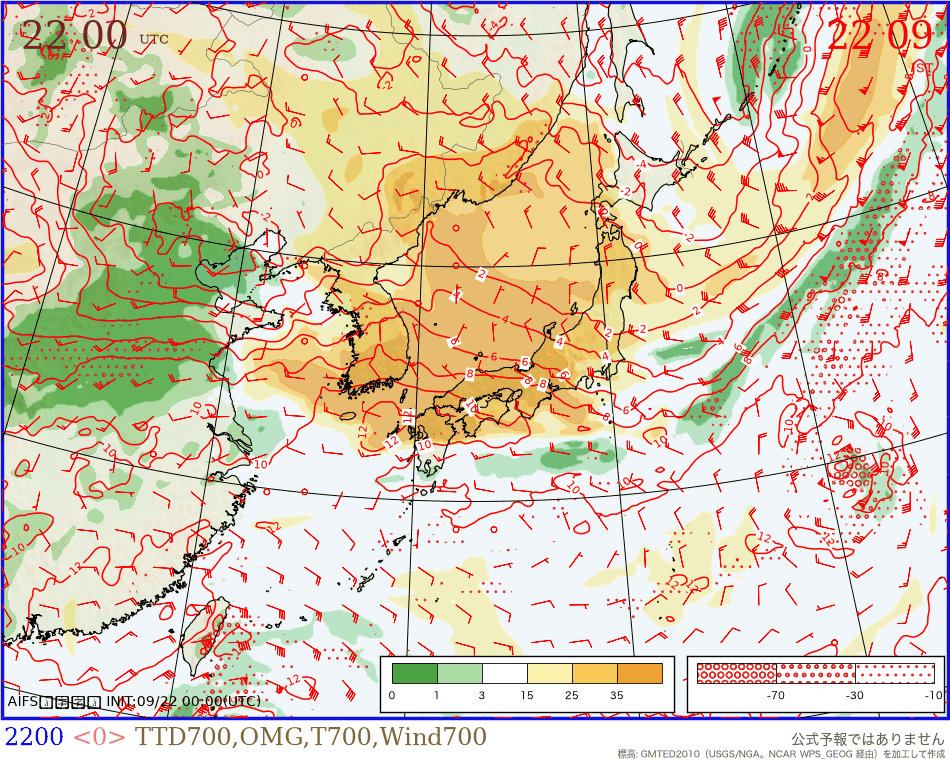 22 00 UTC
22 09
ST
AIFS INIT:09/22 00:00(UTC)
0 1 3 15 25 35
-70 -30 -10
2200 <0> TTD700,OMG,T700,Wind700
公式予報ではありません
標高: GMTED2010（USGS/NGA。NCAR WPS_GEOG 経由）を加工して作成